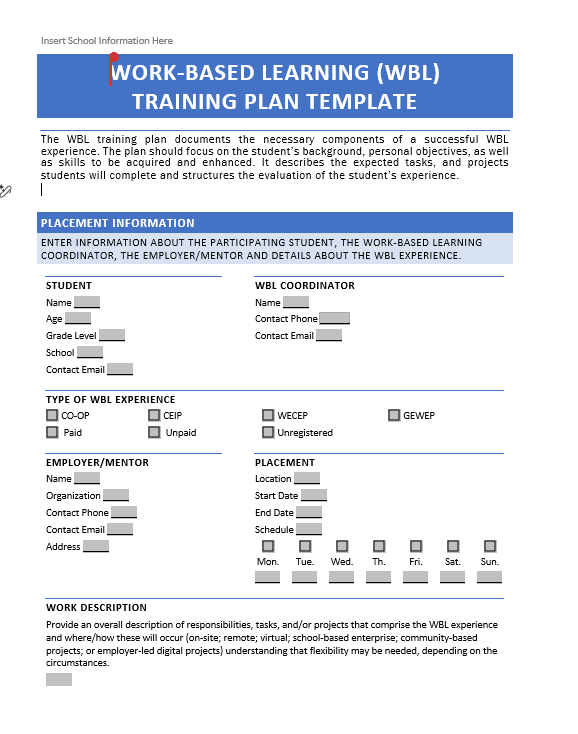 Insert School Information Here
WORK-BASED LEARNING (WBL)
TRAINING PLAN TEMPLATE
The WBL training plan documents the necessary components of a successful WBL
experience. The plan should focus on the student's background, personal objectives, as well
as skills to be acquired and enhanced. It describes the expected tasks, and projects
students will complete and structures the evaluation of the student's experience.
PLACEMENT INFORMATION
ENTER INFORMATION ABOUT THE PARTICIPATING STUDENT, THE WORK-BASED LEARNING
COORDINATOR, THE EMPLOYER/MENTOR AND DETAILS ABOUT THE WBL EXPERIENCE.
STUDENT
Name
Age
Grade Level
School
Contact Email
WBL COORDINATOR
Name
Contact Phone
Contact Email
TYPE OF WBL EXPERIENCE
CO-OP CEIP WECEP GEWEP
Paid Unpaid Unregistered
EMPLOYER/MENTOR
Name
Organization
Contact Phone
Contact Email
Address
PLACEMENT
Location
Start Date
End Date
Schedule
Mon. Tue. Wed. Th. Fri. Sat. Sun.
WORK DESCRIPTION
Provide an overall description of responsibilities, tasks, and/or projects that comprise the WBL experience
and where/how these will occur (on-site; remote; virtual; school-based enterprise; community-based
projects; or employer-led digital projects) understanding that flexibility may be needed, depending on the
circumstances.